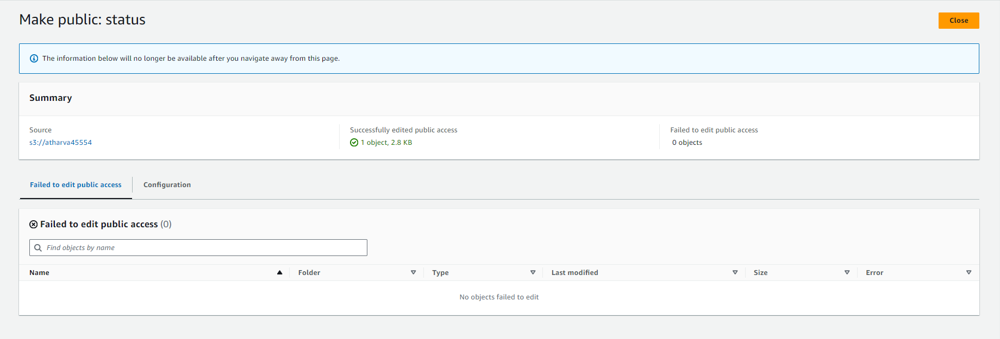 Make public: status
Close
The information below will no longer be available after you navigate away from this page.
Summary
Source
s3://atharva45554
Successfully edited public access
1 object, 2.8 KB
Failed to edit public access
0 objects
Failed to edit public access
Configuration
Failed to edit public access (0)
Find objects by name
Name Folder Type Last modified Size Error
No objects failed to edit